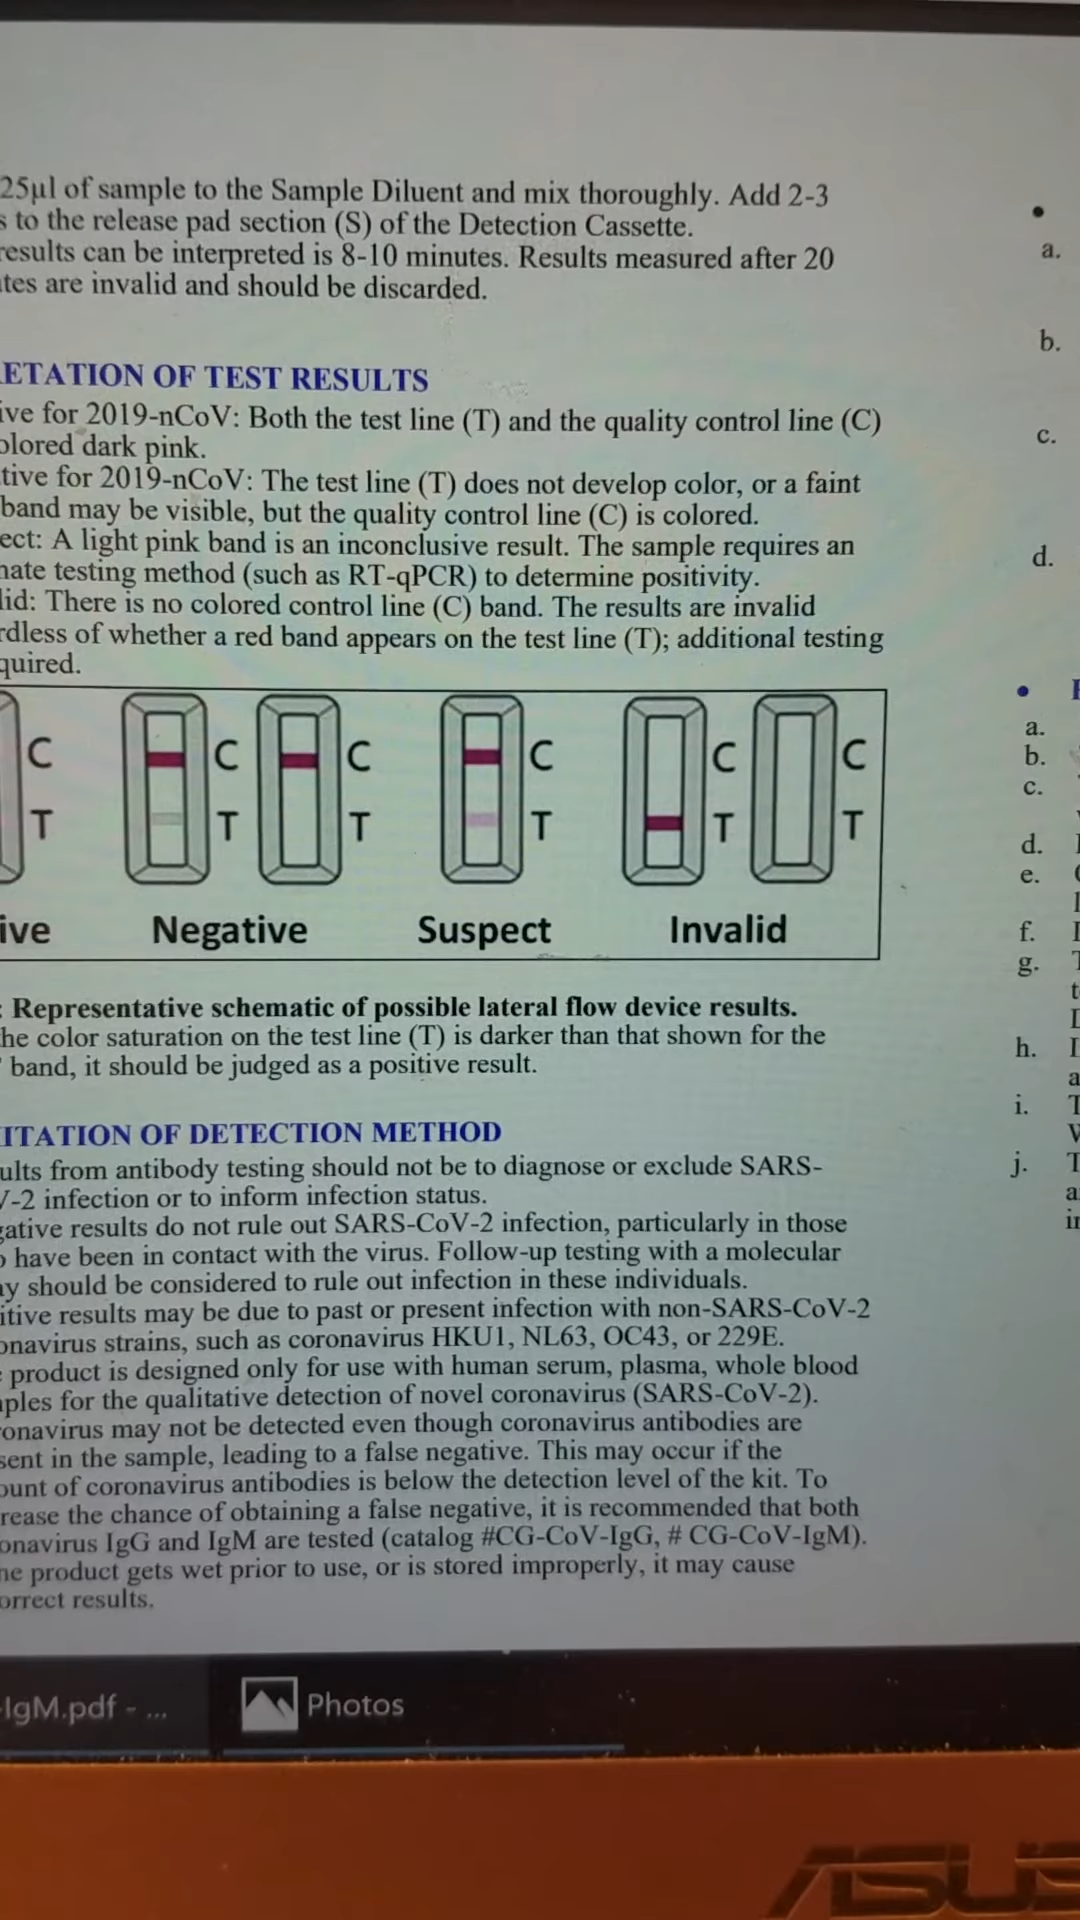 25µl of sample to the Sample Diluent and mix thoroughly. Add 2-3
s to the release pad section (S) of the Detection Cassette.
results can be interpreted is 8-10 minutes. Results measured after 20
tes are invalid and should be discarded.
ETATION OF TEST RESULTS
ive for 2019-nCoV: Both the test line (T) and the quality control line (C)
olored dark pink.
tive for 2019-nCoV: The test line (T) does not develop color, or a faint
band may be visible, but the quality control line (C) is colored.
ect: A light pink band is an inconclusive result. The sample requires an
nate testing method (such as RT-qPCR) to determine positivity.
lid: There is no colored control line (C) band. The results are invalid
rdless of whether a red band appears on the test line (T); additional testing
quired.
C C C C C C
T T T T T T
ive Negative Suspect Invalid
: Representative schematic of possible lateral flow device results.
he color saturation on the test line (T) is darker than that shown for the
band, it should be judged as a positive result.
ITATION OF DETECTION METHOD
ults from antibody testing should not be to diagnose or exclude SARS-
V-2 infection or to inform infection status.
gative results do not rule out SARS-CoV-2 infection, particularly in those
o have been in contact with the virus. Follow-up testing with a molecular
ay should be considered to rule out infection in these individuals.
itive results may be due to past or present infection with non-SARS-CoV-2
onavirus strains, such as coronavirus HKU1, NL63, OC43, or 229E.
e product is designed only for use with human serum, plasma, whole blood
ples for the qualitative detection of novel coronavirus (SARS-CoV-2).
onavirus may not be detected even though coronavirus antibodies are
sent in the sample, leading to a false negative. This may occur if the
ount of coronavirus antibodies is below the detection level of the kit. To
rease the chance of obtaining a false negative, it is recommended that both
onavirus IgG and IgM are tested (catalog #CG-CoV-IgG, # CG-CoV-IgM).
he product gets wet prior to use, or is stored improperly, it may cause
orrect results.
•
a.
b.
c.
d.
•
a.
b.
c.
d.
e.
f.
g.
h.
i.
j.
IgM.pdf - ...
Photos
ASUS